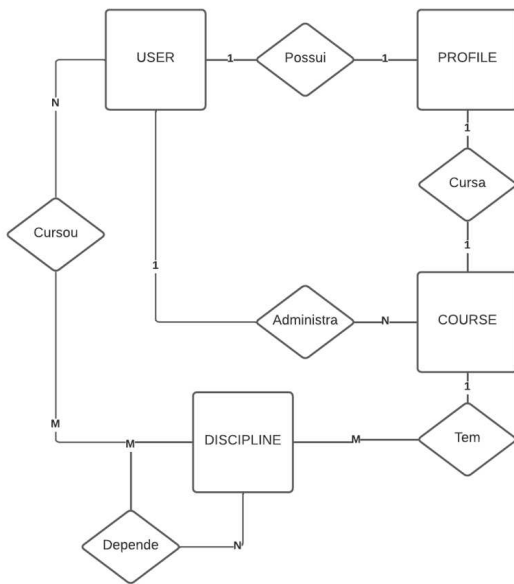 USER
1
Possui
1
PROFILE
N
1
Cursa
Cursou
1
1
Administra
N
COURSE
1
M
M
DISCIPLINE
M
Tem
Depende
N